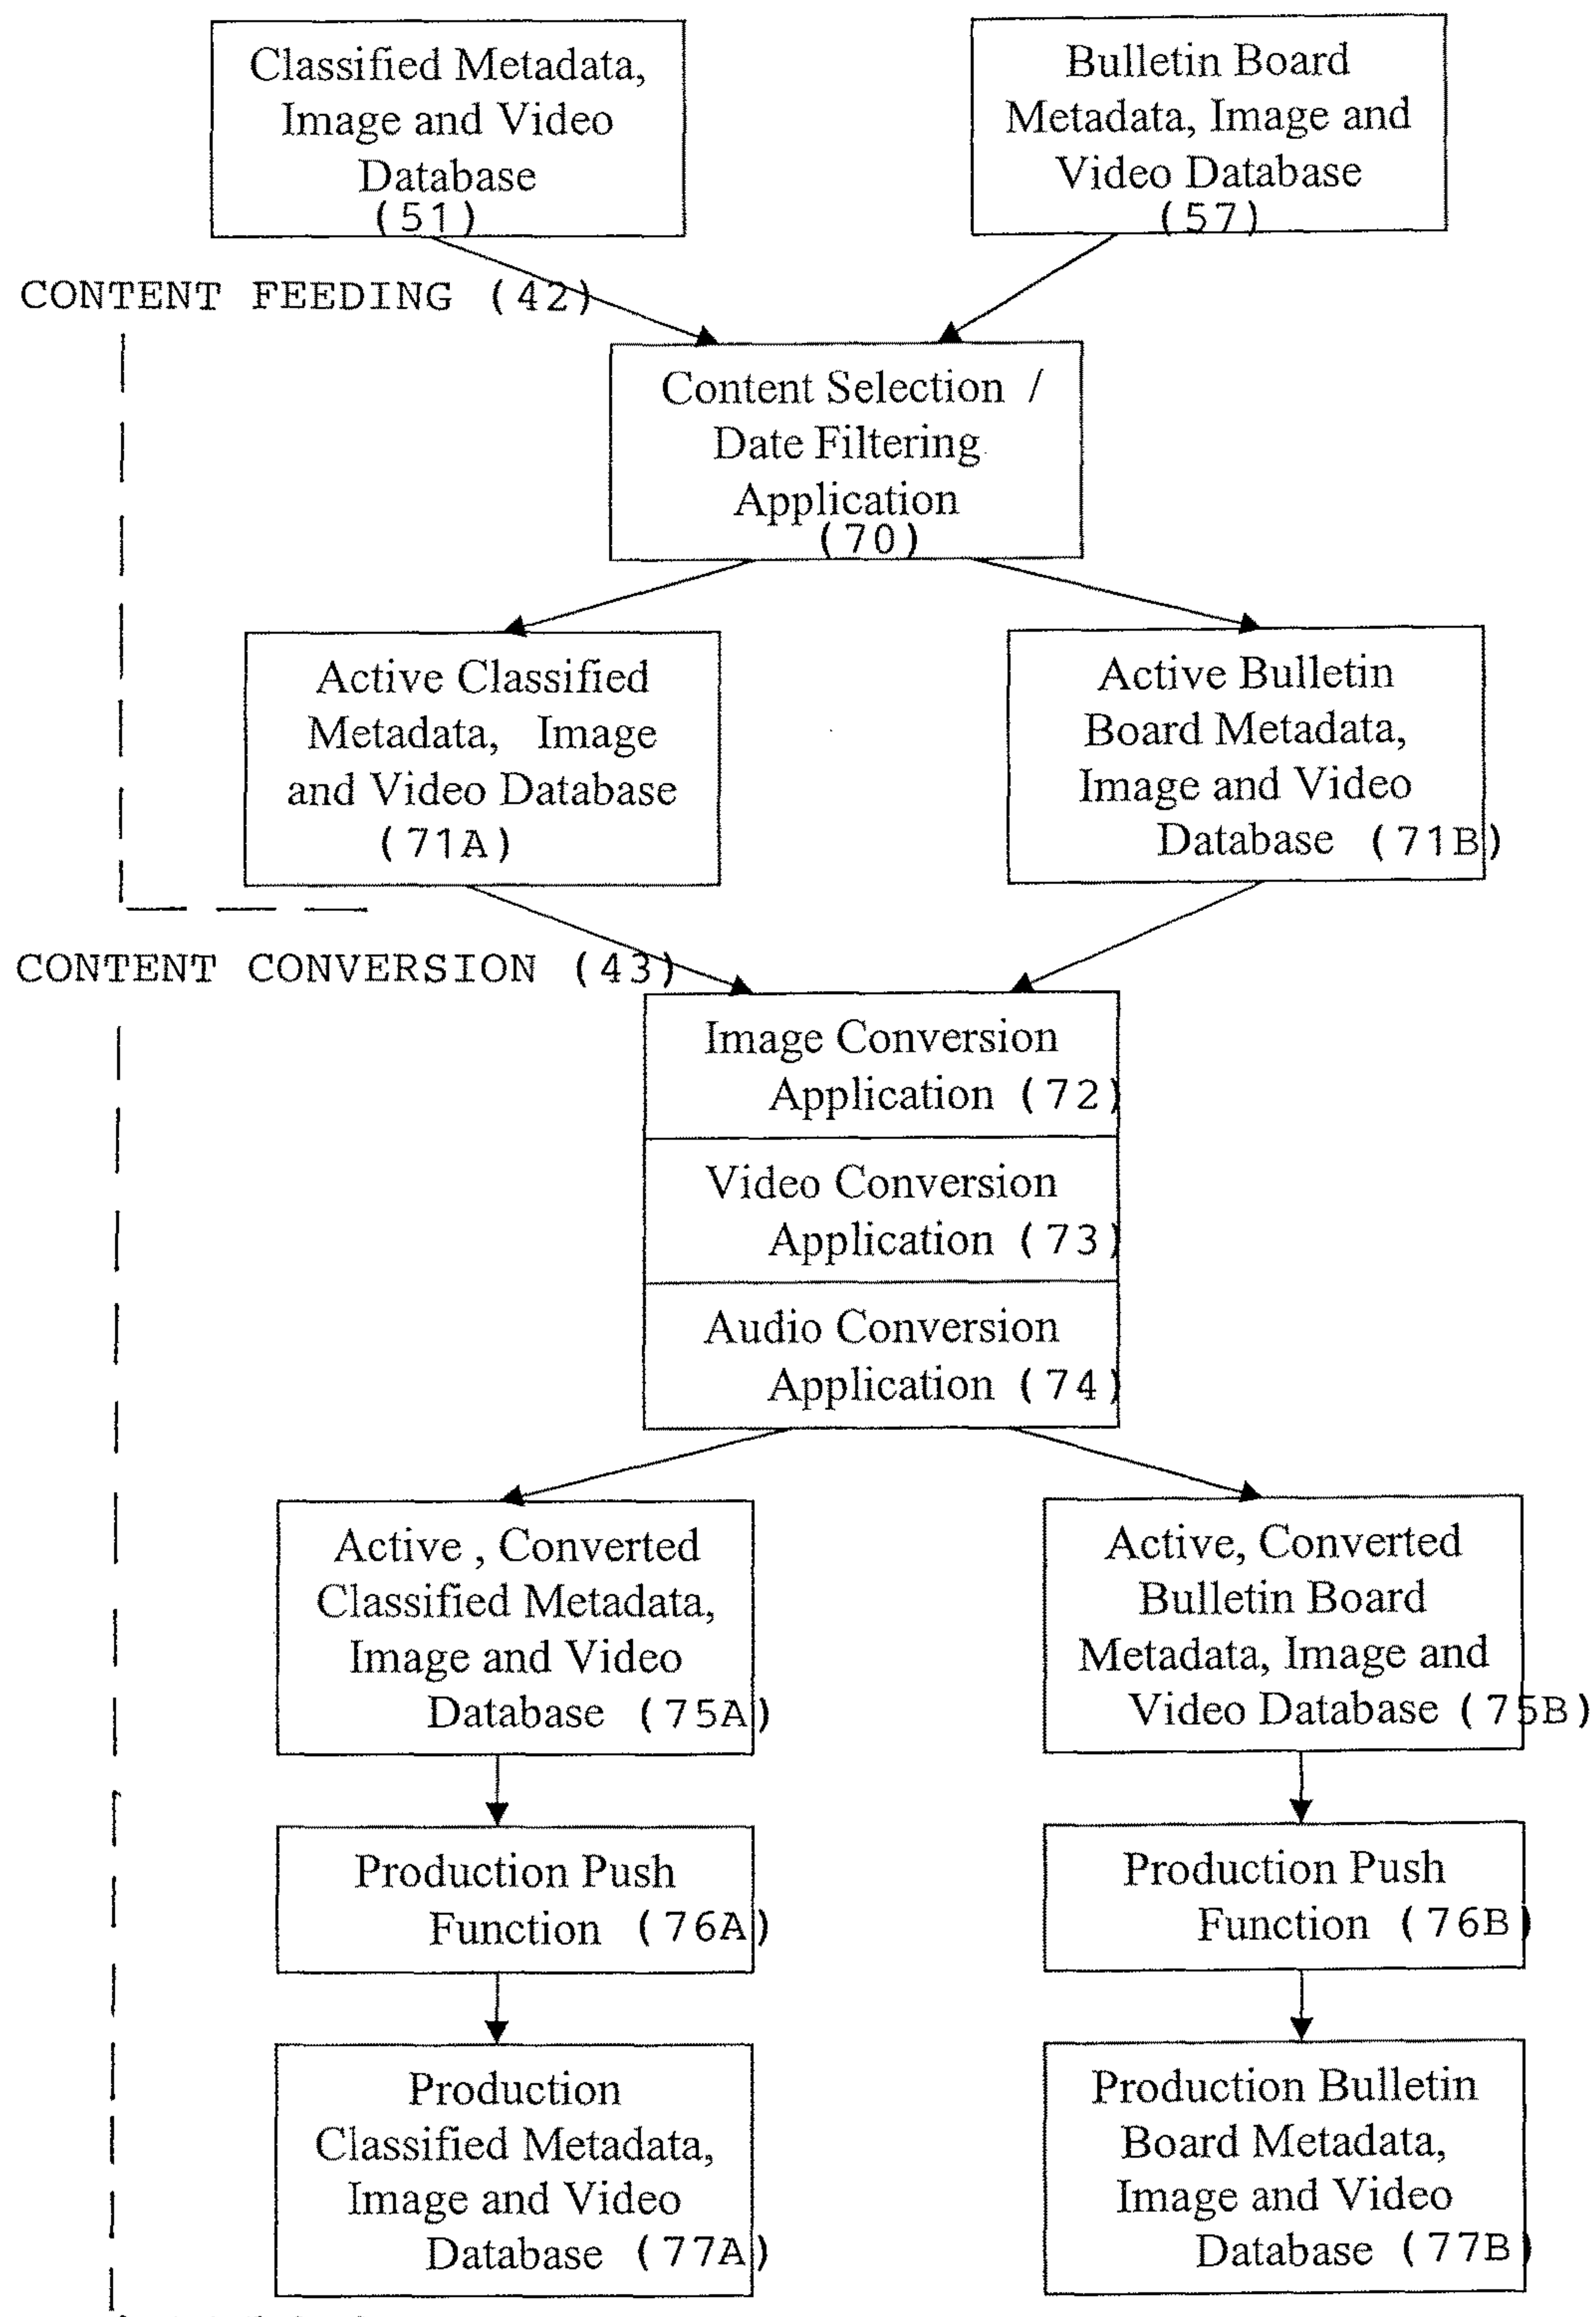 Classified Metadata,
Image and Video
Database
(51)
Bulletin Board
Metadata, Image and
Video Database
(57)
CONTENT FEEDING (42)
Content Selection /
Date Filtering
Application
(70)
Active Classified
Metadata, Image
and Video Database
(71A)
Active Bulletin
Board Metadata,
Image and Video
Database (71B)
CONTENT CONVERSION (43)
Image Conversion
Application (72)
Video Conversion
Application (73)
Audio Conversion
Application (74)
Active , Converted
Classified Metadata,
Image and Video
Database (75A)
Active, Converted
Bulletin Board
Metadata, Image and
Video Database (75B)
Production Push
Function (76A)
Production Push
Function (76B)
Production
Classified Metadata,
Image and Video
Database (77A)
Production Bulletin
Board Metadata,
Image and Video
Database (77B)